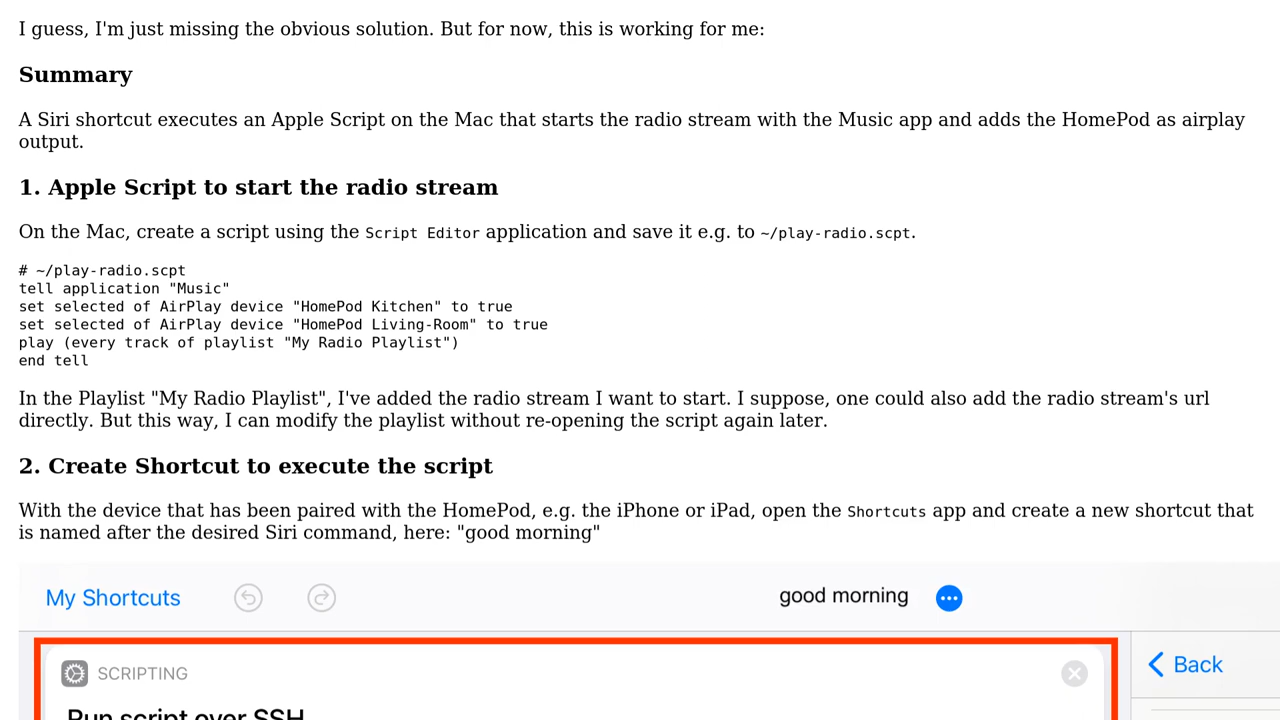 I guess, I'm just missing the obvious solution. But for now, this is working for me:
Summary
A Siri shortcut executes an Apple Script on the Mac that starts the radio stream with the Music app and adds the HomePod as airplay
output.
1. Apple Script to start the radio stream
On the Mac, create a script using the Script Editor application and save it e.g. to ~/play-radio.scpt.
# ~/play-radio.scpt
tell application "Music"
set selected of AirPlay device "HomePod Kitchen" to true
set selected of AirPlay device "HomePod Living-Room" to true
play (every track of playlist "My Radio Playlist")
end tell
In the Playlist "My Radio Playlist", I've added the radio stream I want to start. I suppose, one could also add the radio stream's url
directly. But this way, I can modify the playlist without re-opening the script again later.
2. Create Shortcut to execute the script
With the device that has been paired with the HomePod, e.g. the iPhone or iPad, open the Shortcuts app and create a new shortcut that
is named after the desired Siri command, here: "good morning"
My Shortcuts good morning
Back
SCRIPTING
Run script over SSH